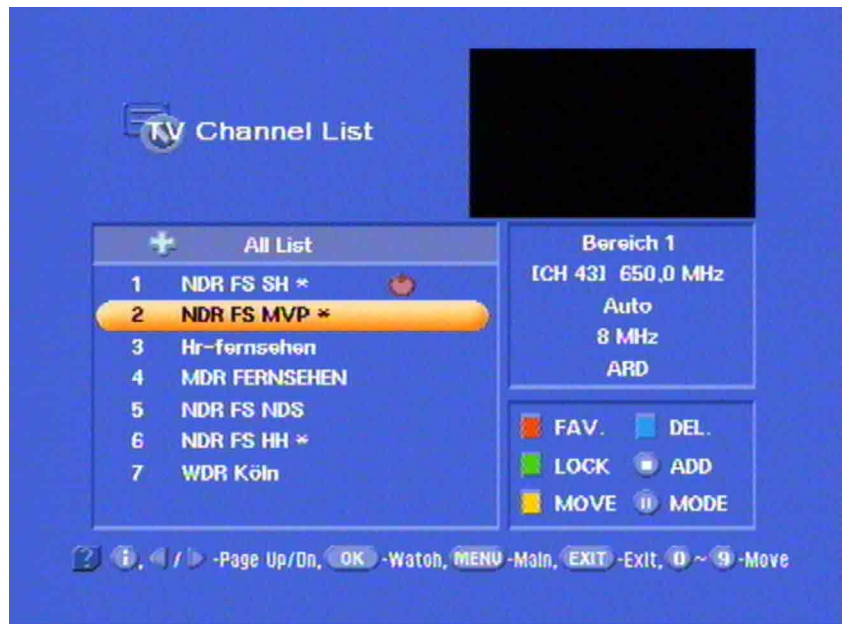 TV Channel List
All List
1 NDR FS SH *
2 NDR FS MVP *
3 Hr-fernsehen
4 MDR FERNSEHEN
5 NDR FS NDS
6 NDR FS HH *
7 WDR Köln
Bereich 1
[CH 43] 650,0 MHz
Auto
8 MHz
ARD
FAV. DEL.
LOCK ADD
MOVE MODE
? i, ◀ / ▶ -Page Up/Dn, OK -Watch, MENU -Main, EXIT -Exit, 0 ~ 9 -Move